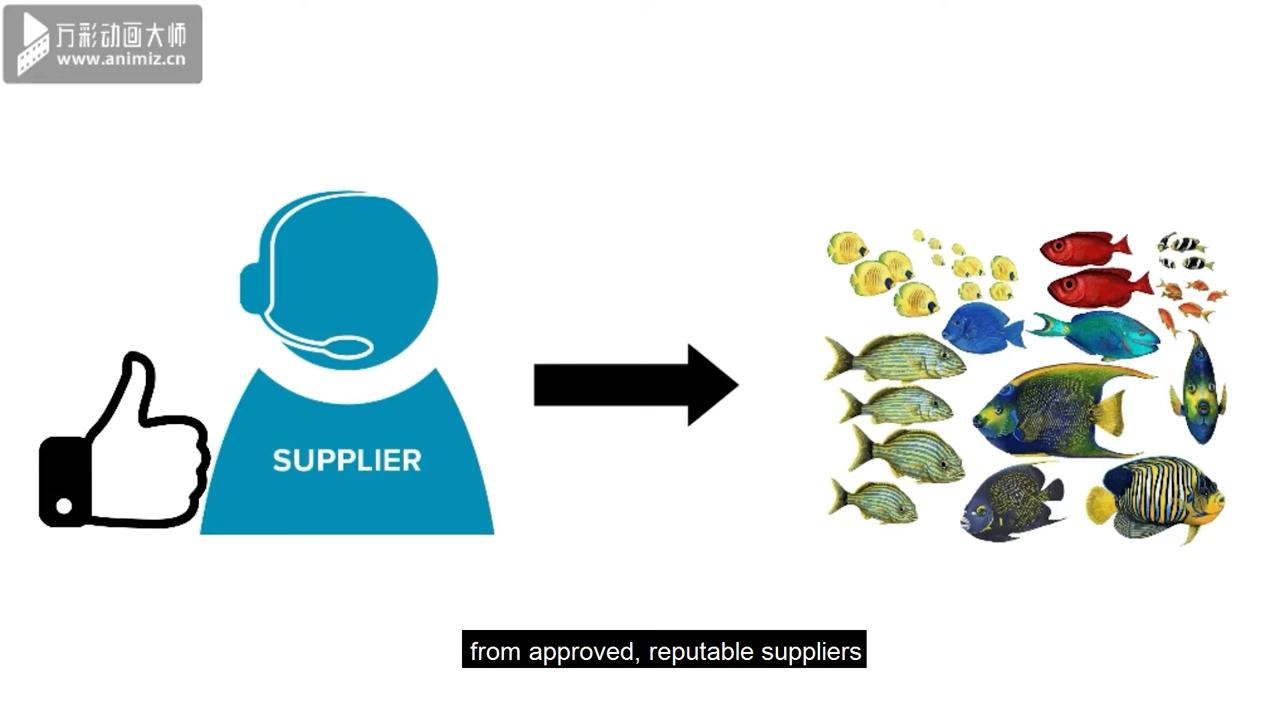 万彩动画大师
www.animiz.cn
SUPPLIER
from approved, reputable suppliers